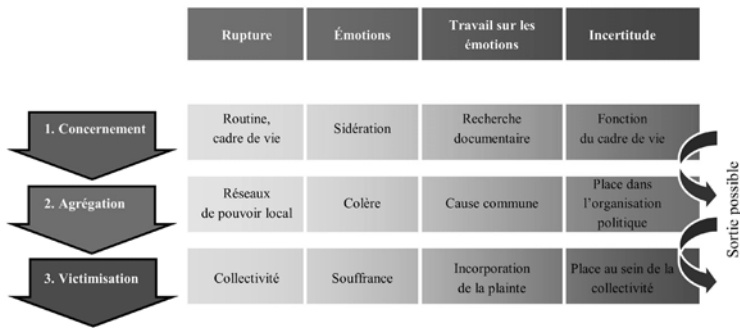 Rupture
Émotions
Travail sur les
émotions
Incertitude
1. Concernement
Routine,
cadre de vie
Sidération
Recherche
documentaire
Fonction
du cadre de vie
2. Agrégation
Réseaux
de pouvoir local
Colère
Cause commune
Place dans
l'organisation
politique
3. Victimisation
Collectivité
Souffrance
Incorporation
de la plainte
Place au sein de la
collectivité
Sortie possible